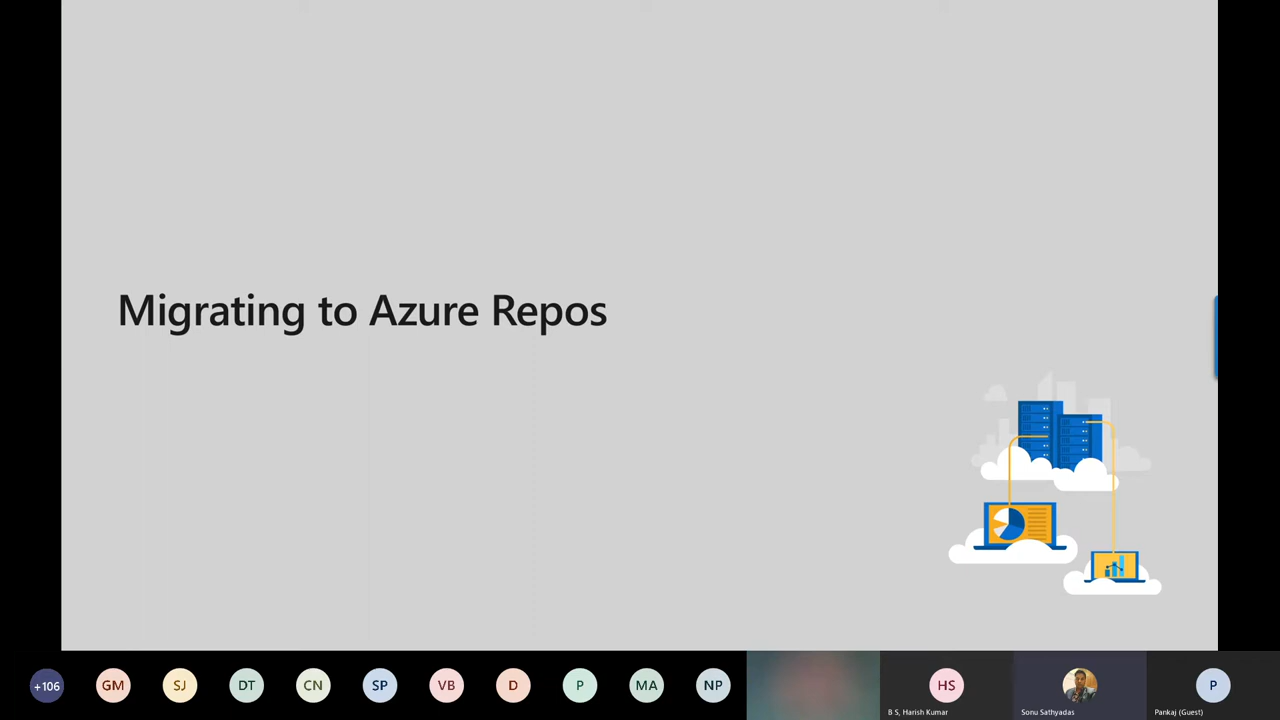 Migrating to Azure Repos
+106
GM
SJ
DT
CN
SP
VB
D
P
MA
NP
HS
P
B S, Harish Kumar
Sonu Sathyadas
Pankaj (Guest)